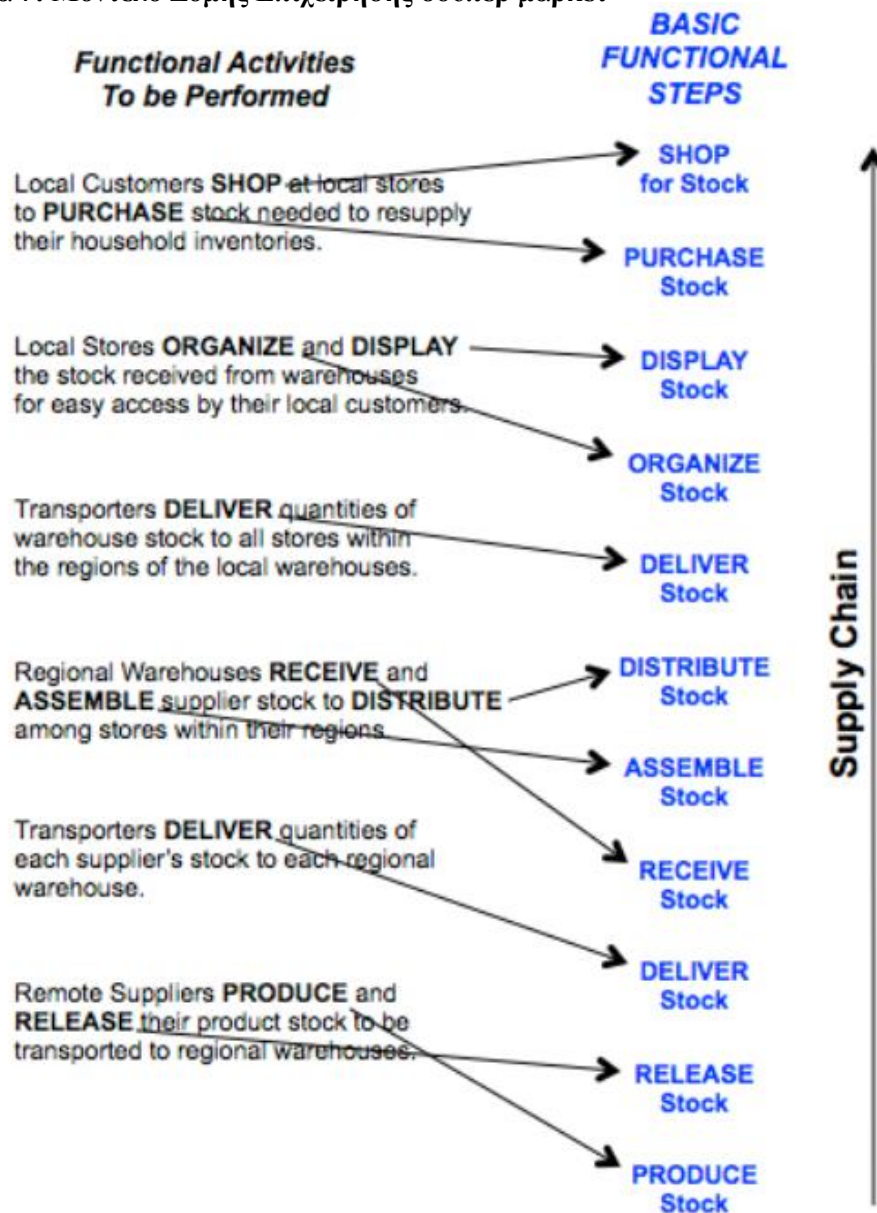 Μοντέλο Δομής Επιχείρησης σούπερ μάρκετ
Functional Activities
To be Performed
BASIC
FUNCTIONAL
STEPS
Local Customers SHOP at local stores
to PURCHASE stock needed to resupply
their household inventories.
SHOP
for Stock
PURCHASE
Stock
Local Stores ORGANIZE and DISPLAY
the stock received from warehouses
for easy access by their local customers.
DISPLAY
Stock
ORGANIZE
Stock
Transporters DELIVER quantities of
warehouse stock to all stores within
the regions of the local warehouses.
DELIVER
Stock
Regional Warehouses RECEIVE and
ASSEMBLE supplier stock to DISTRIBUTE
among stores within their regions.
DISTRIBUTE
Stock
ASSEMBLE
Stock
Transporters DELIVER quantities of
each supplier's stock to each regional
warehouse.
RECEIVE
Stock
DELIVER
Stock
Remote Suppliers PRODUCE and
RELEASE their product stock to be
transported to regional warehouses.
RELEASE
Stock
PRODUCE
Stock
Supply Chain